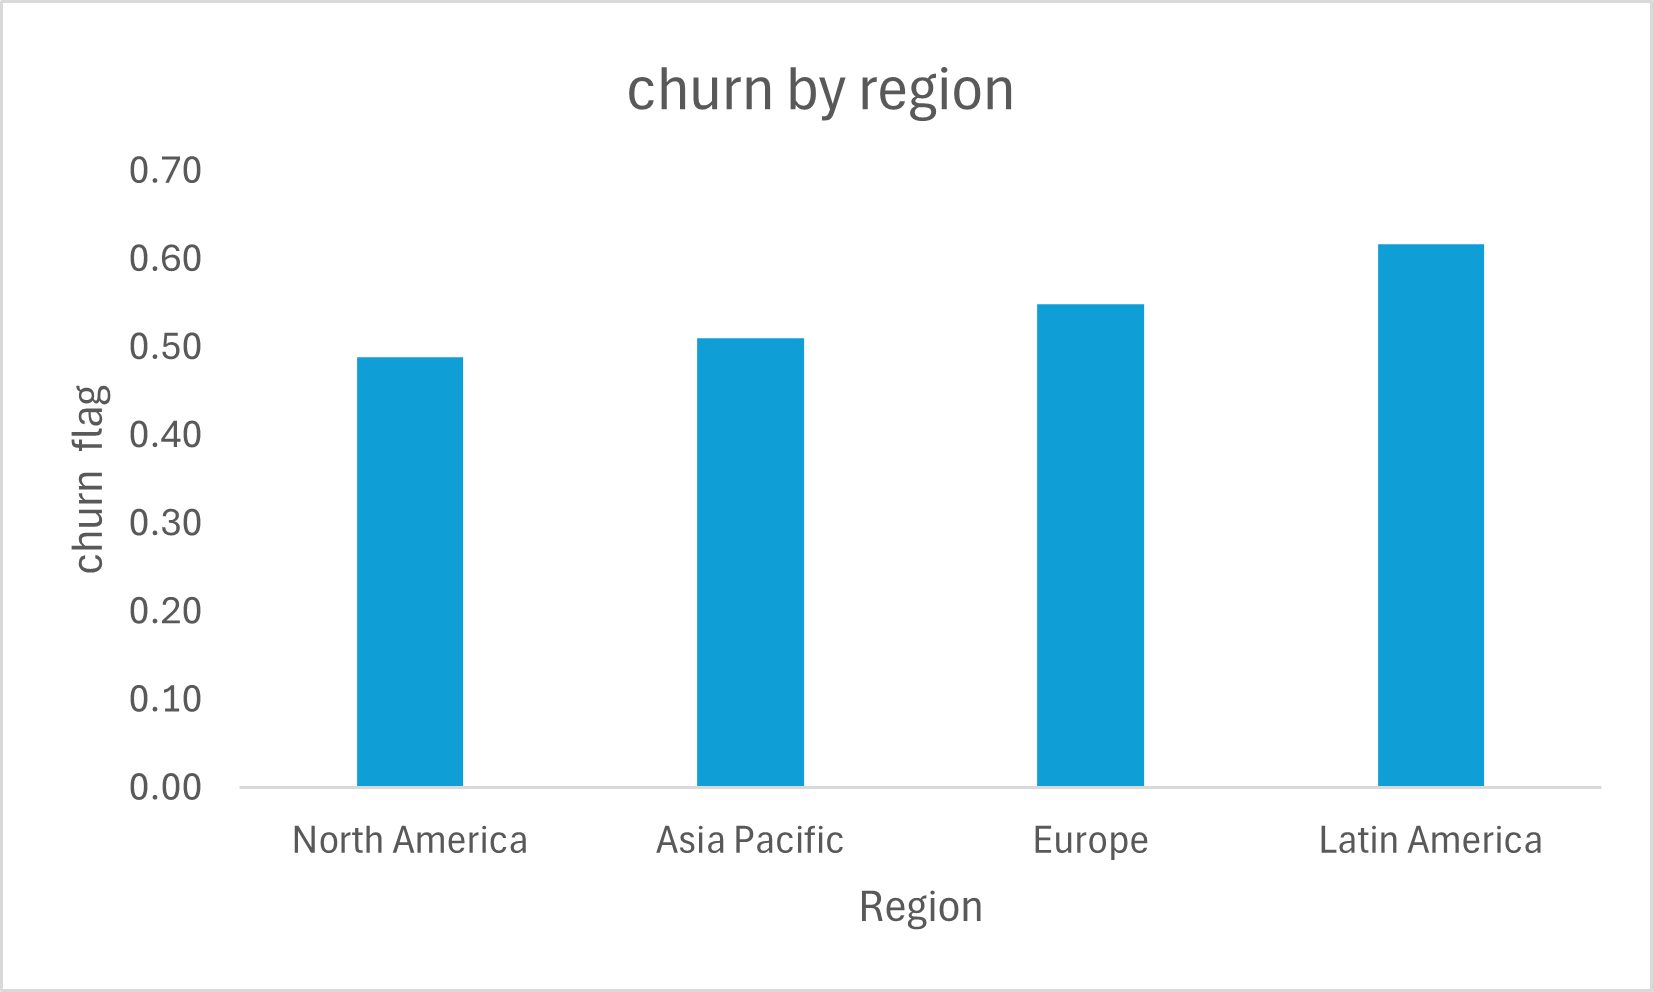 churn by region
0.70
0.60
0.50
0.40
0.30
0.20
0.10
0.00
churn flag
North America
Asia Pacific
Europe
Latin America
Region